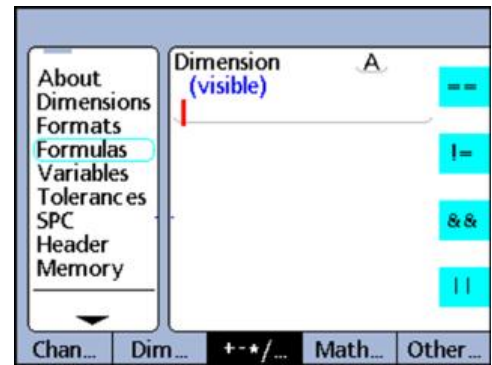 About
Dimensions
Formats
Formulas
Variables
Tolerances
SPC
Header
Memory
Dimension A
(visible)
==
!=
&&
||
Chan... Dim... +-*/... Math... Other...